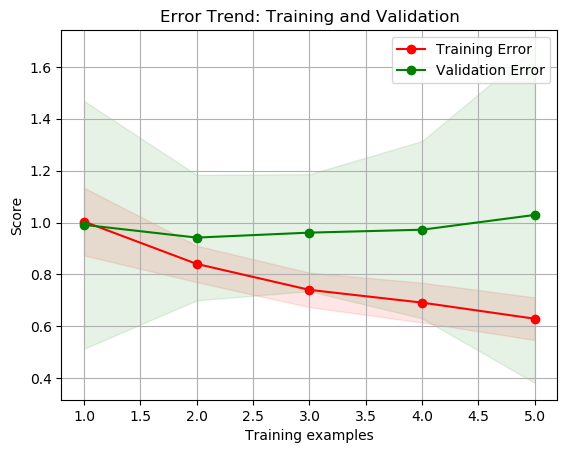 Error Trend: Training and Validation
Training Error
Validation Error
Score
1.6
1.4
1.2
1.0
0.8
0.6
0.4
1.0 1.5 2.0 2.5 3.0 3.5 4.0 4.5 5.0
Training examples